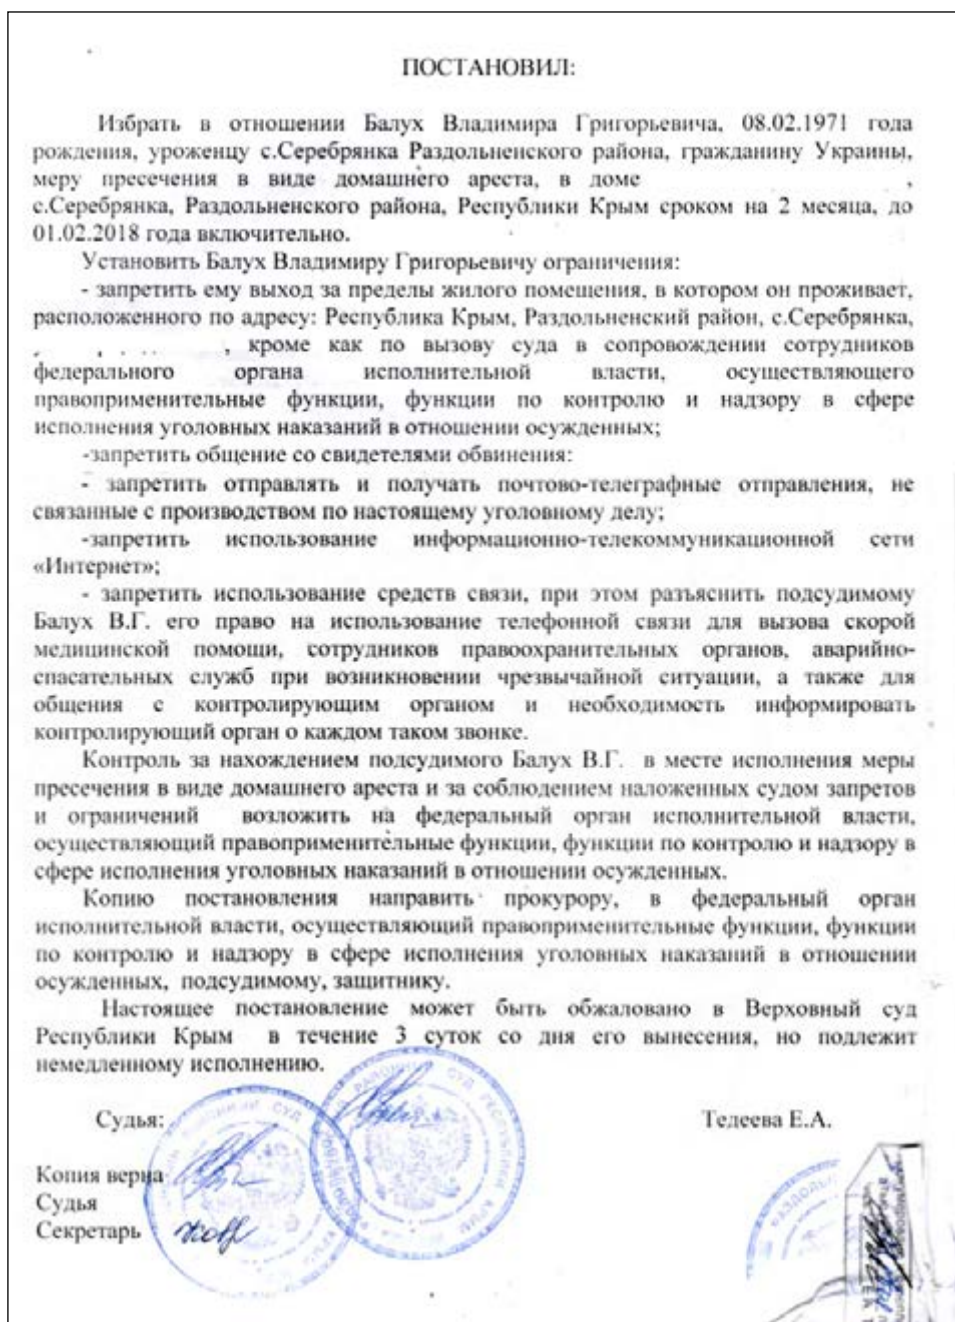 ПОСТАНОВИЛ:
Избрать в отношении Балух Владимира Григорьевича, 08.02.1971 года
рождения, уроженцу с.Серебрянка Раздольненского района, гражданину Украины,
меру пресечения в виде домашнего ареста, в доме ,
с.Серебрянка, Раздольненского района, Республики Крым сроком на 2 месяца, до
01.02.2018 года включительно.
Установить Балух Владимиру Григорьевичу ограничения:
- запретить ему выход за пределы жилого помещения, в котором он проживает,
расположенного по адресу: Республика Крым, Раздольненский район, с.Серебрянка,
, кроме как по вызову суда в сопровождении сотрудников
федерального органа исполнительной власти, осуществляющего
правоприменительные функции, функции по контролю и надзору в сфере
исполнения уголовных наказаний в отношении осужденных;
-запретить общение со свидетелями обвинения:
- запретить отправлять и получать почтово-телеграфные отправления, не
связанные с производством по настоящему уголовному делу;
-запретить использование информационно-телекоммуникационной сети
«Интернет»;
- запретить использование средств связи, при этом разъяснить подсудимому
Балух В.Г. его право на использование телефонной связи для вызова скорой
медицинской помощи, сотрудников правоохранительных органов, аварийно-
спасательных служб при возникновении чрезвычайной ситуации, а также для
общения с контролирующим органом и необходимость информировать
контролирующий орган о каждом таком звонке.
Контроль за нахождением подсудимого Балух В.Г. в месте исполнения меры
пресечения в виде домашнего ареста и за соблюдением наложенных судом запретов
и ограничений возложить на федеральный орган исполнительной власти,
осуществляющий правоприменительные функции, функции по контролю и надзору в
сфере исполнения уголовных наказаний в отношении осужденных.
Копию постановления направить прокурору, в федеральный орган
исполнительной власти, осуществляющий правоприменительные функции, функции
по контролю и надзору в сфере исполнения уголовных наказаний в отношении
осужденных, подсудимому, защитнику.
Настоящее постановление может быть обжаловано в Верховный суд
Республики Крым в течение 3 суток со дня его вынесения, но подлежит
немедленному исполнению.
Судья: Тедеева Е.А.
Копия верна
Судья
Секретарь